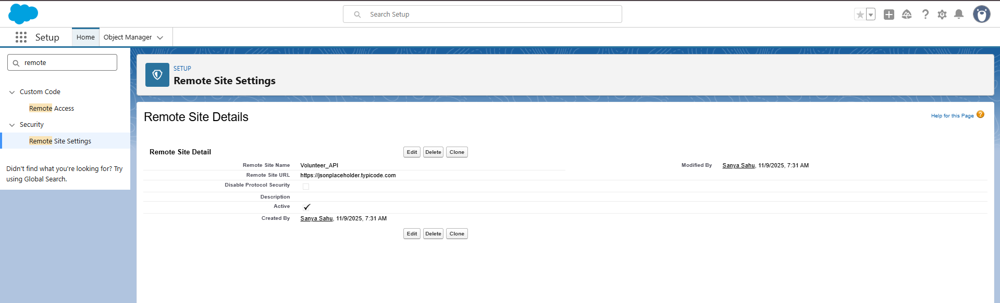 Search Setup
Setup
Home
Object Manager
remote
Custom Code
Remote Access
Security
Remote Site Settings
Didn't find what you're looking for? Try
using Global Search.
SETUP
Remote Site Settings
Remote Site Details
Help for this Page ?
Remote Site Detail
Edit Delete Clone
Remote Site Name Volunteer_API
Modified By Sanya Sahu, 11/9/2025, 7:31 AM
Remote Site URL https://jsonplaceholder.typicode.com
Disable Protocol Security
Description
Active
Created By Sanya Sahu, 11/9/2025, 7:31 AM
Edit Delete Clone